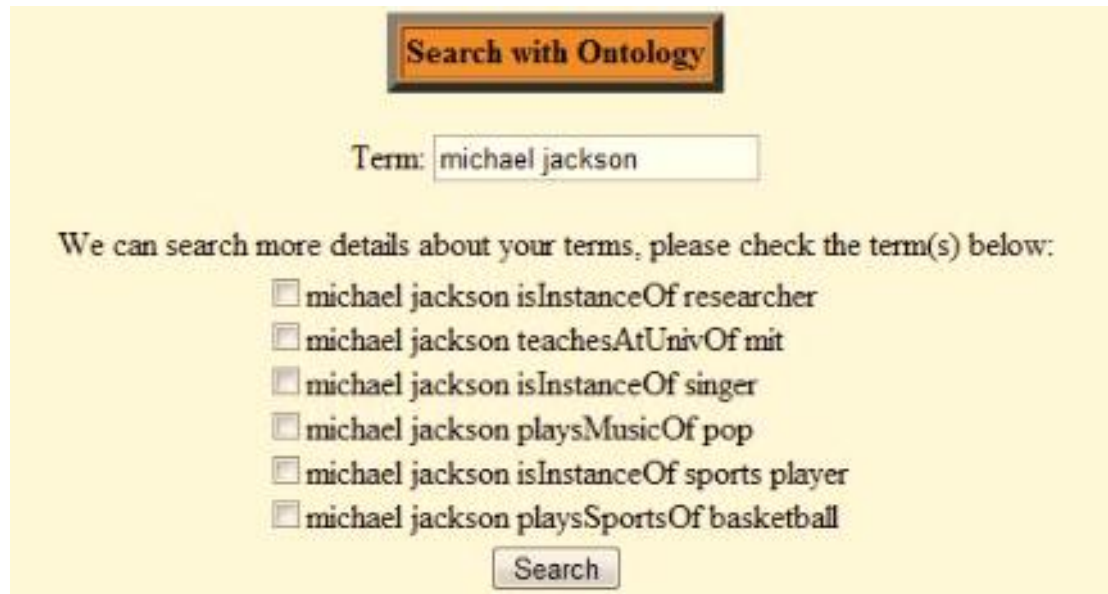 Search with Ontology
Term: michael jackson
We can search more details about your terms, please check the term(s) below:
michael jackson isInstanceOf researcher
michael jackson teachesAtUnivOf mit
michael jackson isInstanceOf singer
michael jackson playsMusicOf pop
michael jackson isInstanceOf sports player
michael jackson playsSportsOf basketball
Search